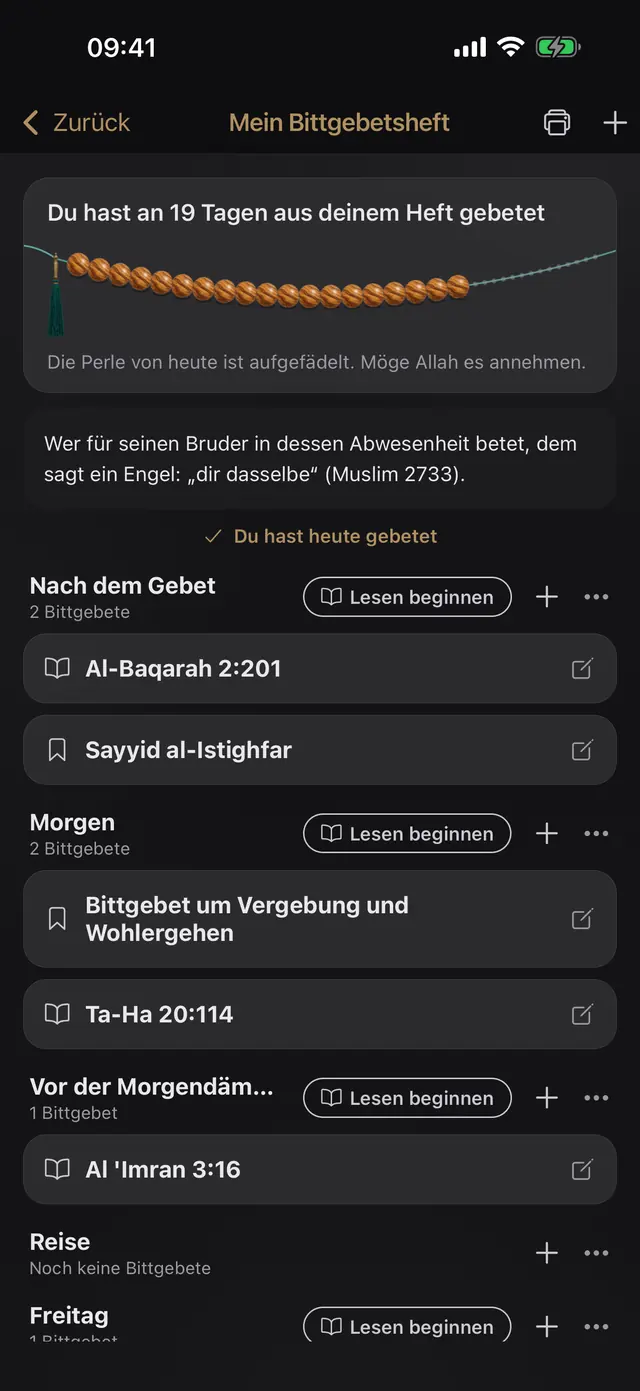 09:41
Zurück
Mein Bittgebetsheft
Du hast an 19 Tagen aus deinem Heft gebetet
Die Perle von heute ist aufgefädelt. Möge Allah es annehmen.
Wer für seinen Bruder in dessen Abwesenheit betet, dem
sagt ein Engel: „dir dasselbe“ (Muslim 2733).
Du hast heute gebetet
Nach dem Gebet
2 Bittgebete
Lesen beginnen
Al-Baqarah 2:201
Sayyid al-Istighfar
Morgen
2 Bittgebete
Lesen beginnen
Bittgebet um Vergebung und
Wohlergehen
Ta-Ha 20:114
Vor der Morgendäm...
1 Bittgebet
Lesen beginnen
Al 'Imran 3:16
Reise
Noch keine Bittgebete
Freitag
1 Bittgebet
Lesen beginnen